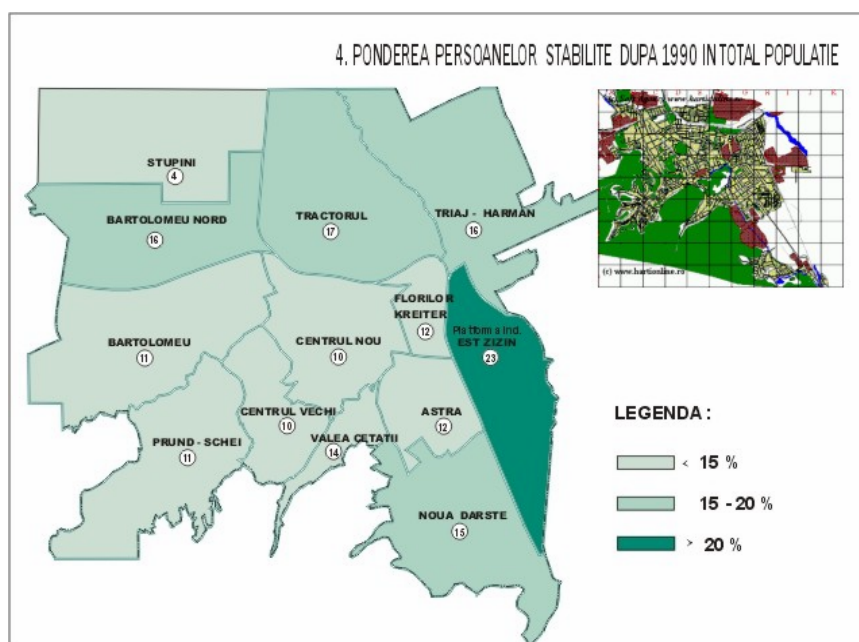 4. PONDEREA PERSOANELOR STABILITE DUPA 1990 IN TOTAL POPULATIE
STUPINI
4
BARTOLOMEU NORD
16
TRACTORUL
17
TRIAJ - HARMAN
16
FLORILOR
KREITER
12
Platforma ind.
EST ZIZIN
23
BARTOLOMEU
11
CENTRUL NOU
10
CENTRUL VECHI
10
ASTRA
12
PRUND - SCHEI
11
VALEA CETATII
14
NOUA DARSTE
15
(c) www.hartionline.ro
LEGENDA :
< 15 %
15 - 20 %
> 20 %